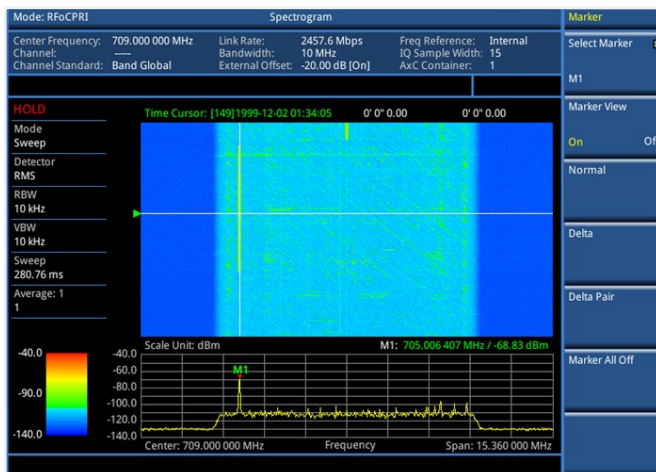 Mode: RFoCPRI Spectrogram Marker
Center Frequency: 709.000 000 MHz Link Rate: 2457.6 Mbps Freq Reference: Internal
Channel: ----- Bandwidth: 10 MHz IQ Sample Width: 15
Channel Standard: Band Global External Offset: -20.00 dB [On] AxC Container: 1
Select Marker
M1
HOLD
Time Cursor: [149]1999-12-02 01:34:05 0' 0" 0.00 0' 0" 0.00
Mode
Sweep
Detector
RMS
RBW
10 kHz
VBW
10 kHz
Sweep
280.76 ms
Average: 1
1
Marker View
On Of
Normal
Delta
Delta Pair
Marker All Off
Scale Unit: dBm M1: 705.006 407 MHz / -68.83 dBm
-40.0
-90.0
-140.0
-40.0
-60.0
-80.0
-100.0
-120.0
-140.0
M1
Center: 709.000 000 MHz Frequency Span: 15.360 000 MHz